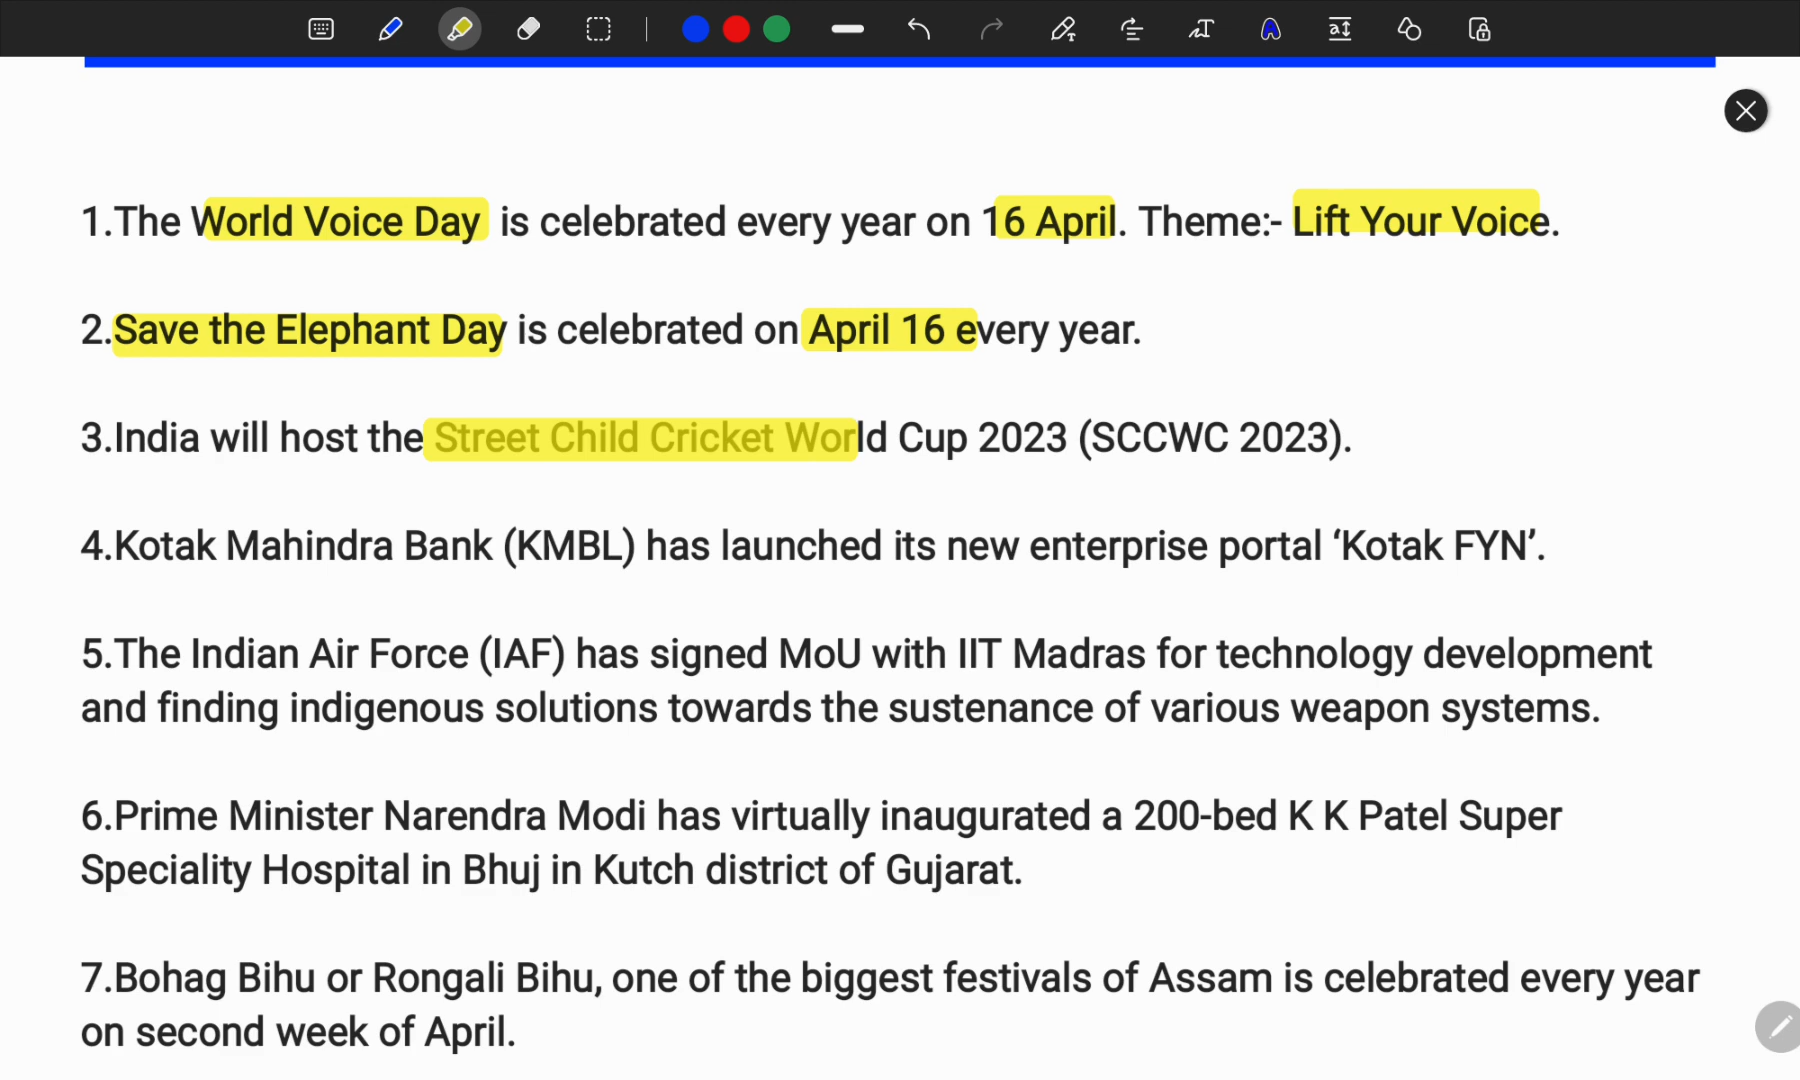 1.The World Voice Day is celebrated every year on 16 April. Theme:- Lift Your Voice.
2.Save the Elephant Day is celebrated on April 16 every year.
3.India will host the Street Child Cricket World Cup 2023 (SCCWC 2023).
4.Kotak Mahindra Bank (KMBL) has launched its new enterprise portal ‘Kotak FYN’.
5.The Indian Air Force (IAF) has signed MoU with IIT Madras for technology development
and finding indigenous solutions towards the sustenance of various weapon systems.
6.Prime Minister Narendra Modi has virtually inaugurated a 200-bed K K Patel Super
Speciality Hospital in Bhuj in Kutch district of Gujarat.
7.Bohag Bihu or Rongali Bihu, one of the biggest festivals of Assam is celebrated every year
on second week of April.